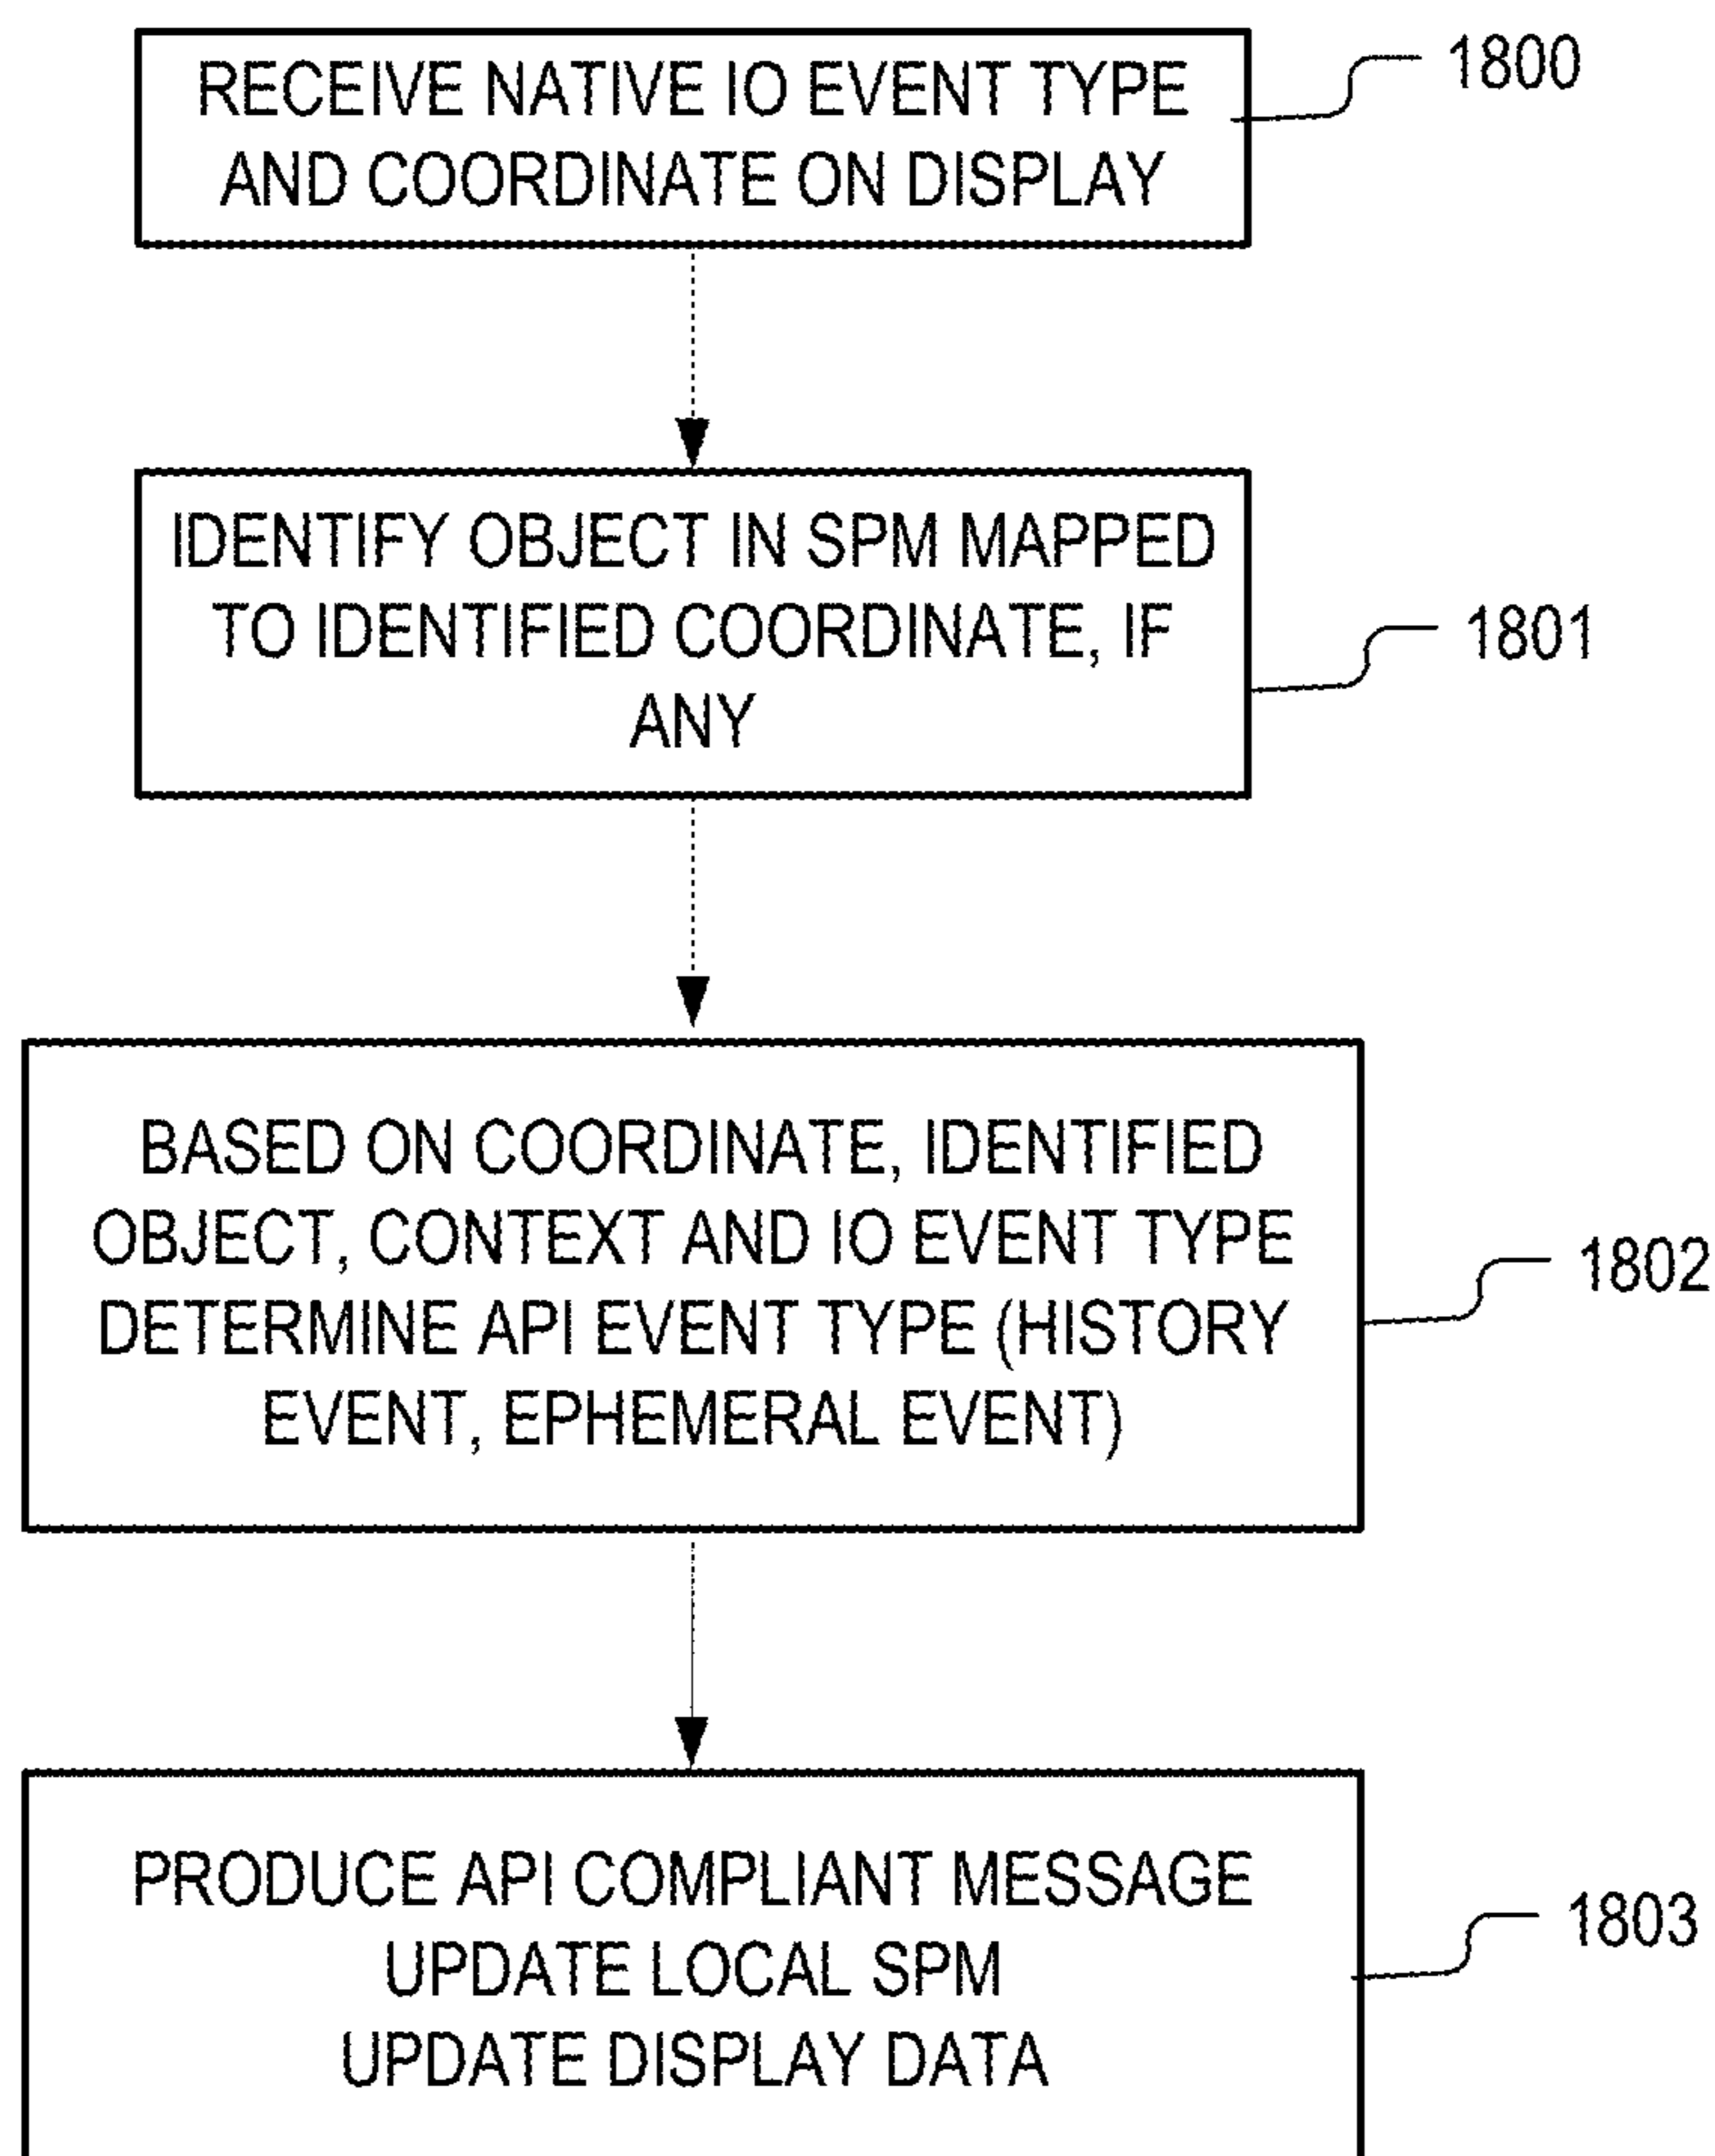 RECEIVE NATIVE IO EVENT TYPE
AND COORDINATE ON DISPLAY
1800
IDENTIFY OBJECT IN SPM MAPPED
TO IDENTIFIED COORDINATE, IF
ANY
1801
BASED ON COORDINATE, IDENTIFIED
OBJECT, CONTEXT AND IO EVENT TYPE
DETERMINE API EVENT TYPE (HISTORY
EVENT, EPHEMERAL EVENT)
1802
PRODUCE API COMPLIANT MESSAGE
UPDATE LOCAL SPM
UPDATE DISPLAY DATA
1803